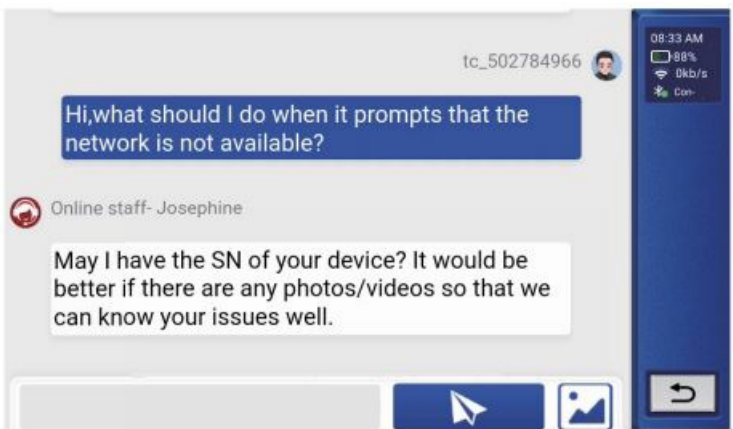 tc_502784966
Hi,what should I do when it prompts that the
network is not available?
Online staff- Josephine
May I have the SN of your device? It would be
better if there are any photos/videos so that we
can know your issues well.
08:33 AM
88%
0kb/s
Con-